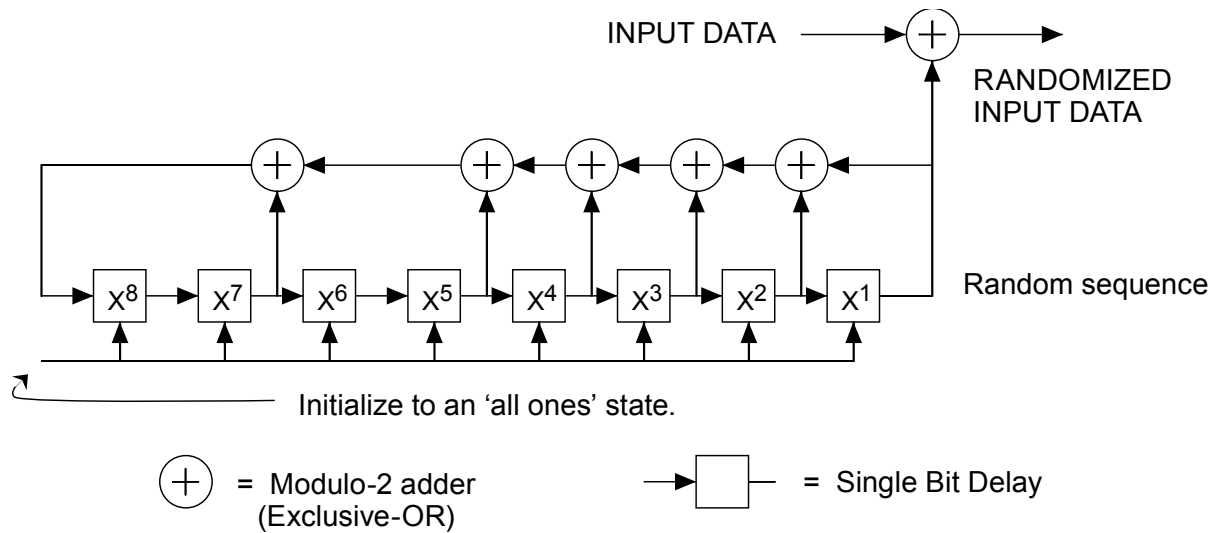 INPUT DATA
RANDOMIZED
INPUT DATA
X⁸ X⁷ X⁶ X⁵ X⁴ X³ X² X¹
Random sequence
Initialize to an ‘all ones’ state.
= Modulo-2 adder
(Exclusive-OR)
= Single Bit Delay